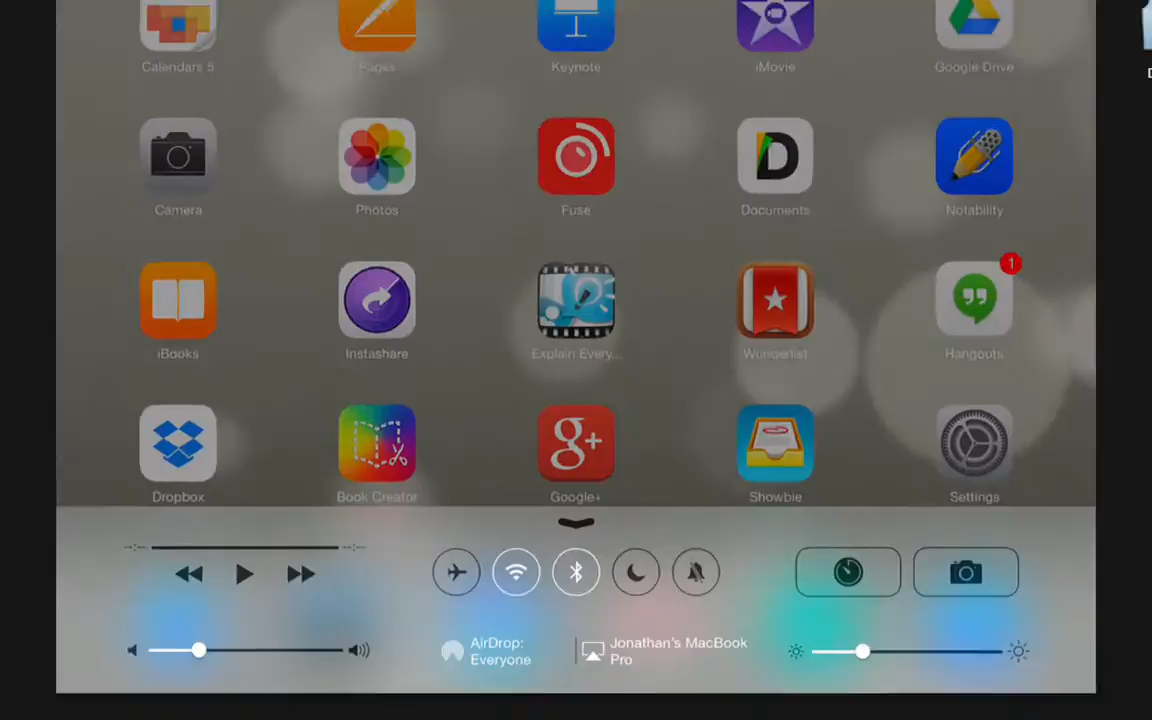 Calendars 5
Pages
Keynote
iMovie
Google Drive
Camera
Photos
Fuse
Documents
Notability
iBooks
Instashare
Explain Every...
Wunderlist
Hangouts
1
Dropbox
Book Creator
Google+
Showbie
Settings
AirDrop:
Everyone
Jonathan's MacBook
Pro
D
g+